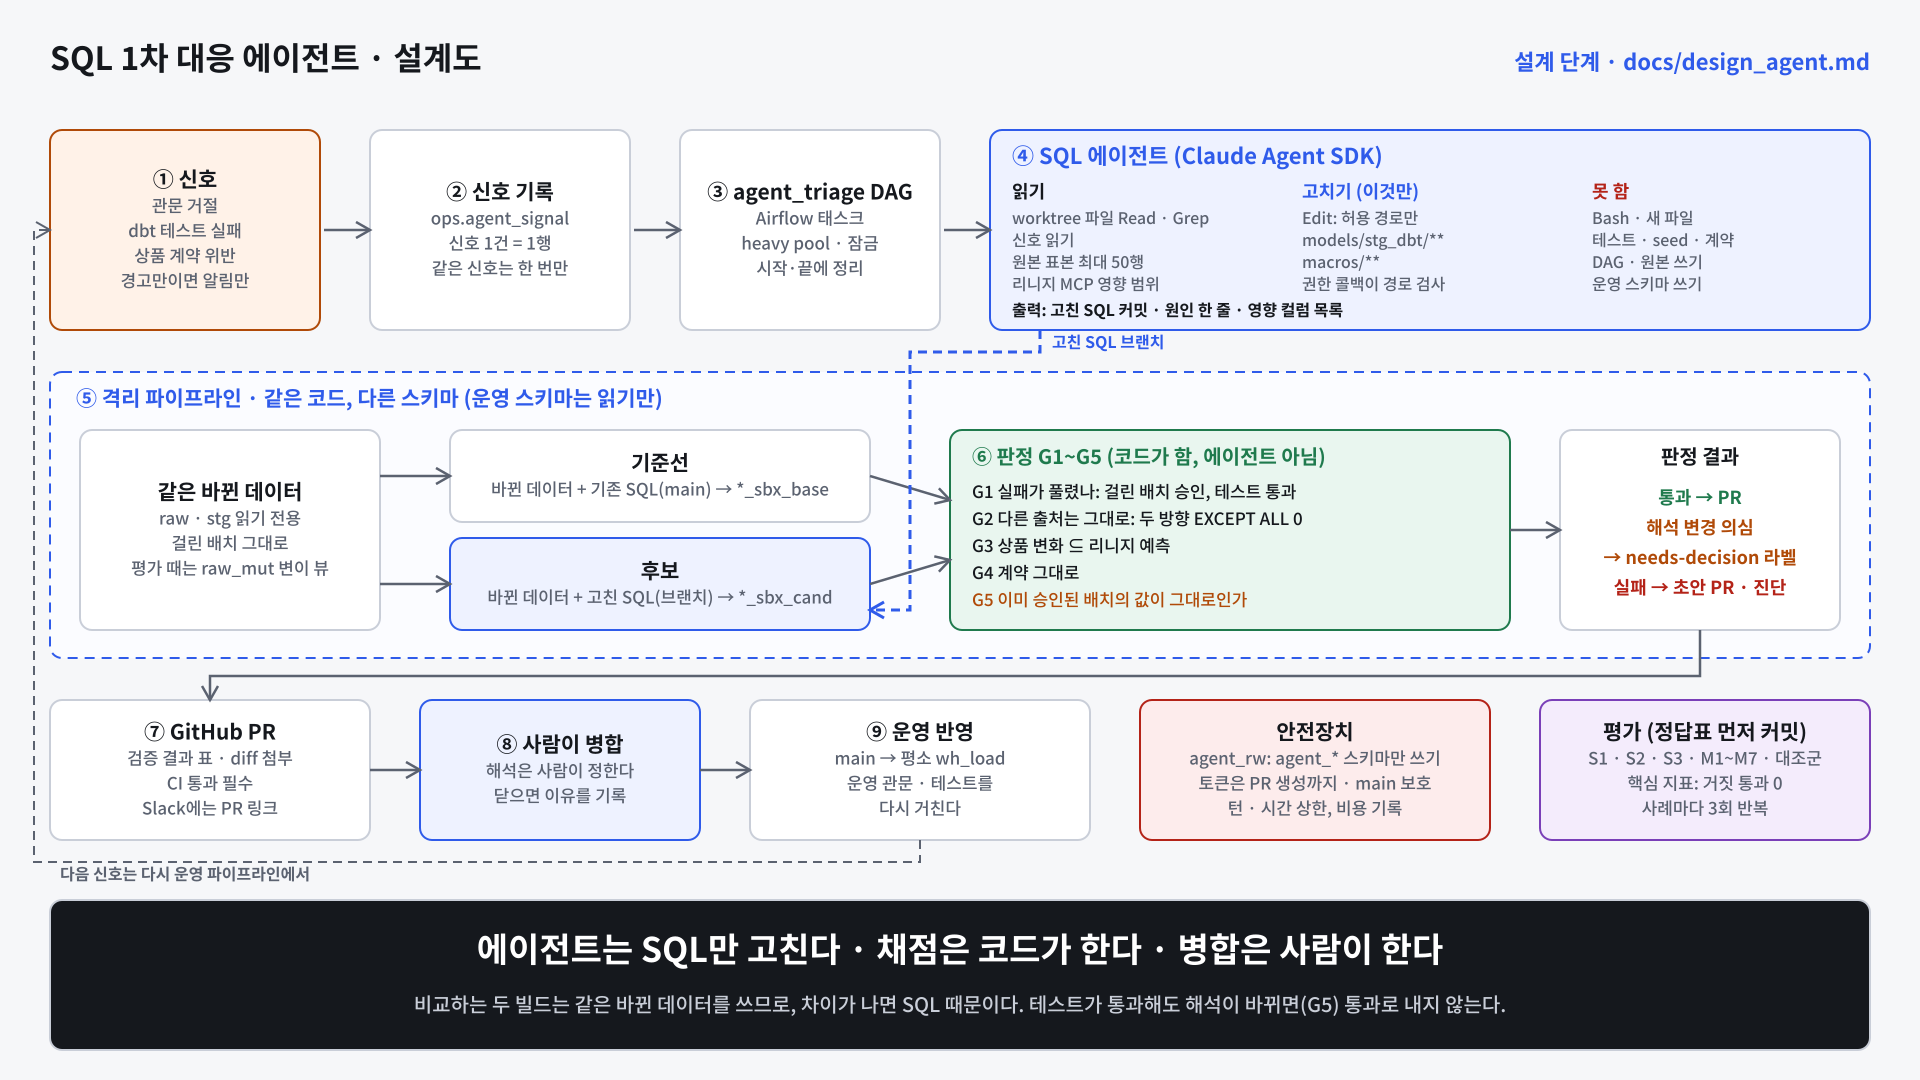 SQL 1차 대응 에이전트 · 설계도
설계 단계 · docs/design_agent.md
① 신호
관문 거절
dbt 테스트 실패
상품 계약 위반
경고만이면 알림만
② 신호 기록
ops.agent_signal
신호 1건 = 1행
같은 신호는 한 번만
③ agent_triage DAG
Airflow 태스크
heavy pool · 잠금
시작·끝에 정리
④ SQL 에이전트 (Claude Agent SDK)
읽기
worktree 파일 Read · Grep
신호 읽기
원본 표본 최대 50행
리니지 MCP 영향 범위
고치기 (이것만)
Edit: 허용 경로만
models/stg_dbt/**
macros/**
권한 콜백이 경로 검사
못 함
Bash · 새 파일
테스트 · seed · 계약
DAG · 원본 쓰기
운영 스키마 쓰기
출력: 고친 SQL 커밋 · 원인 한 줄 · 영향 컬럼 목록
고친 SQL 브랜치
⑤ 격리 파이프라인 · 같은 코드, 다른 스키마 (운영 스키마는 읽기만)
같은 바뀐 데이터
raw · stg 읽기 전용
걸린 배치 그대로
평가 때는 raw_mut 변이 뷰
기준선
바뀐 데이터 + 기존 SQL(main) → *_sbx_base
후보
바뀐 데이터 + 고친 SQL(브랜치) → *_sbx_cand
⑥ 판정 G1~G5 (코드가 함, 에이전트 아님)
G1 실패가 풀렸나: 걸린 배치 승인, 테스트 통과
G2 다른 출처는 그대로: 두 방향 EXCEPT ALL 0
G3 상품 변화 ⊆ 리니지 예측
G4 계약 그대로
G5 이미 승인된 배치의 값이 그대로인가
판정 결과
통과 → PR
해석 변경 의심
→ needs-decision 라벨
실패 → 초안 PR · 진단
⑦ GitHub PR
검증 결과 표 · diff 첨부
CI 통과 필수
Slack에는 PR 링크
⑧ 사람이 병합
해석은 사람이 정한다
닫으면 이유를 기록
⑨ 운영 반영
main → 평소 wh_load
운영 관문 · 테스트를
다시 거친다
안전장치
agent_rw: agent_* 스키마만 쓰기
토큰은 PR 생성까지 · main 보호
턴 · 시간 상한, 비용 기록
평가 (정답표 먼저 커밋)
S1 · S2 · S3 · M1~M7 · 대조군
핵심 지표: 거짓 통과 0
사례마다 3회 반복
다음 신호는 다시 운영 파이프라인에서
에이전트는 SQL만 고친다 · 채점은 코드가 한다 · 병합은 사람이 한다
비교하는 두 빌드는 같은 바뀐 데이터를 쓰므로, 차이가 나면 SQL 때문이다. 테스트가 통과해도 해석이 바뀌면(G5) 통과로 내지 않는다.